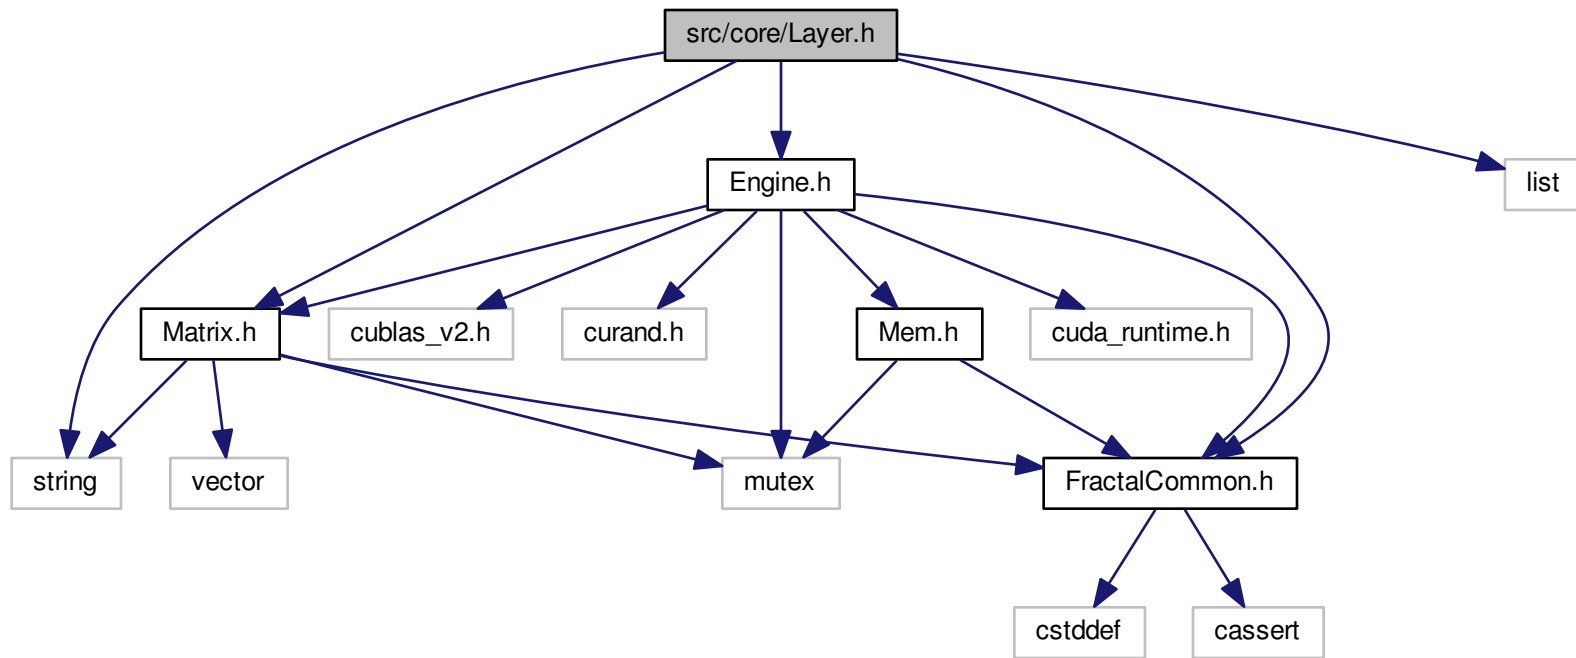 src/core/Layer.h
Engine.h
list
Matrix.h
cublas_v2.h
curand.h
Mem.h
cuda_runtime.h
string
vector
mutex
FractalCommon.h
cstddef
cassert